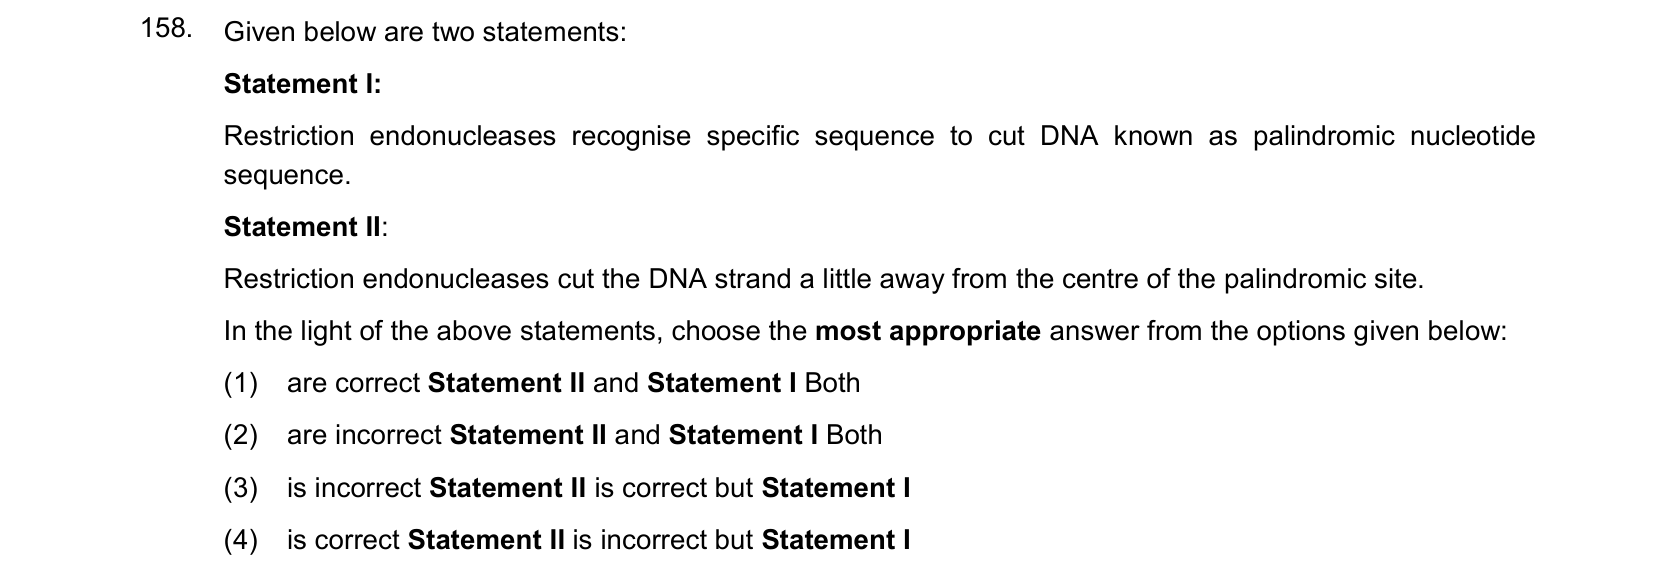 158. Given below are two statements:
Statement I:
Restriction endonucleases recognise specific sequence to cut DNA known as palindromic nucleotide
sequence.
Statement II:
Restriction endonucleases cut the DNA strand a little away from the centre of the palindromic site.
In the light of the above statements, choose the most appropriate answer from the options given below:
(1) are correct Statement II and Statement I Both
(2) are incorrect Statement II and Statement I Both
(3) is incorrect Statement II is correct but Statement I
(4) is correct Statement II is incorrect but Statement I